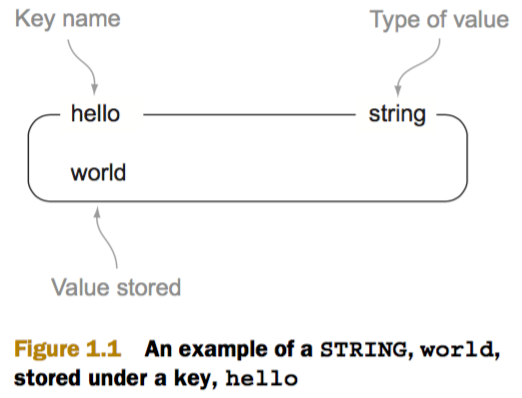 Key name
Type of value
hello
string
world
Value stored
Figure 1.1 An example of a STRING, world,
stored under a key, hello